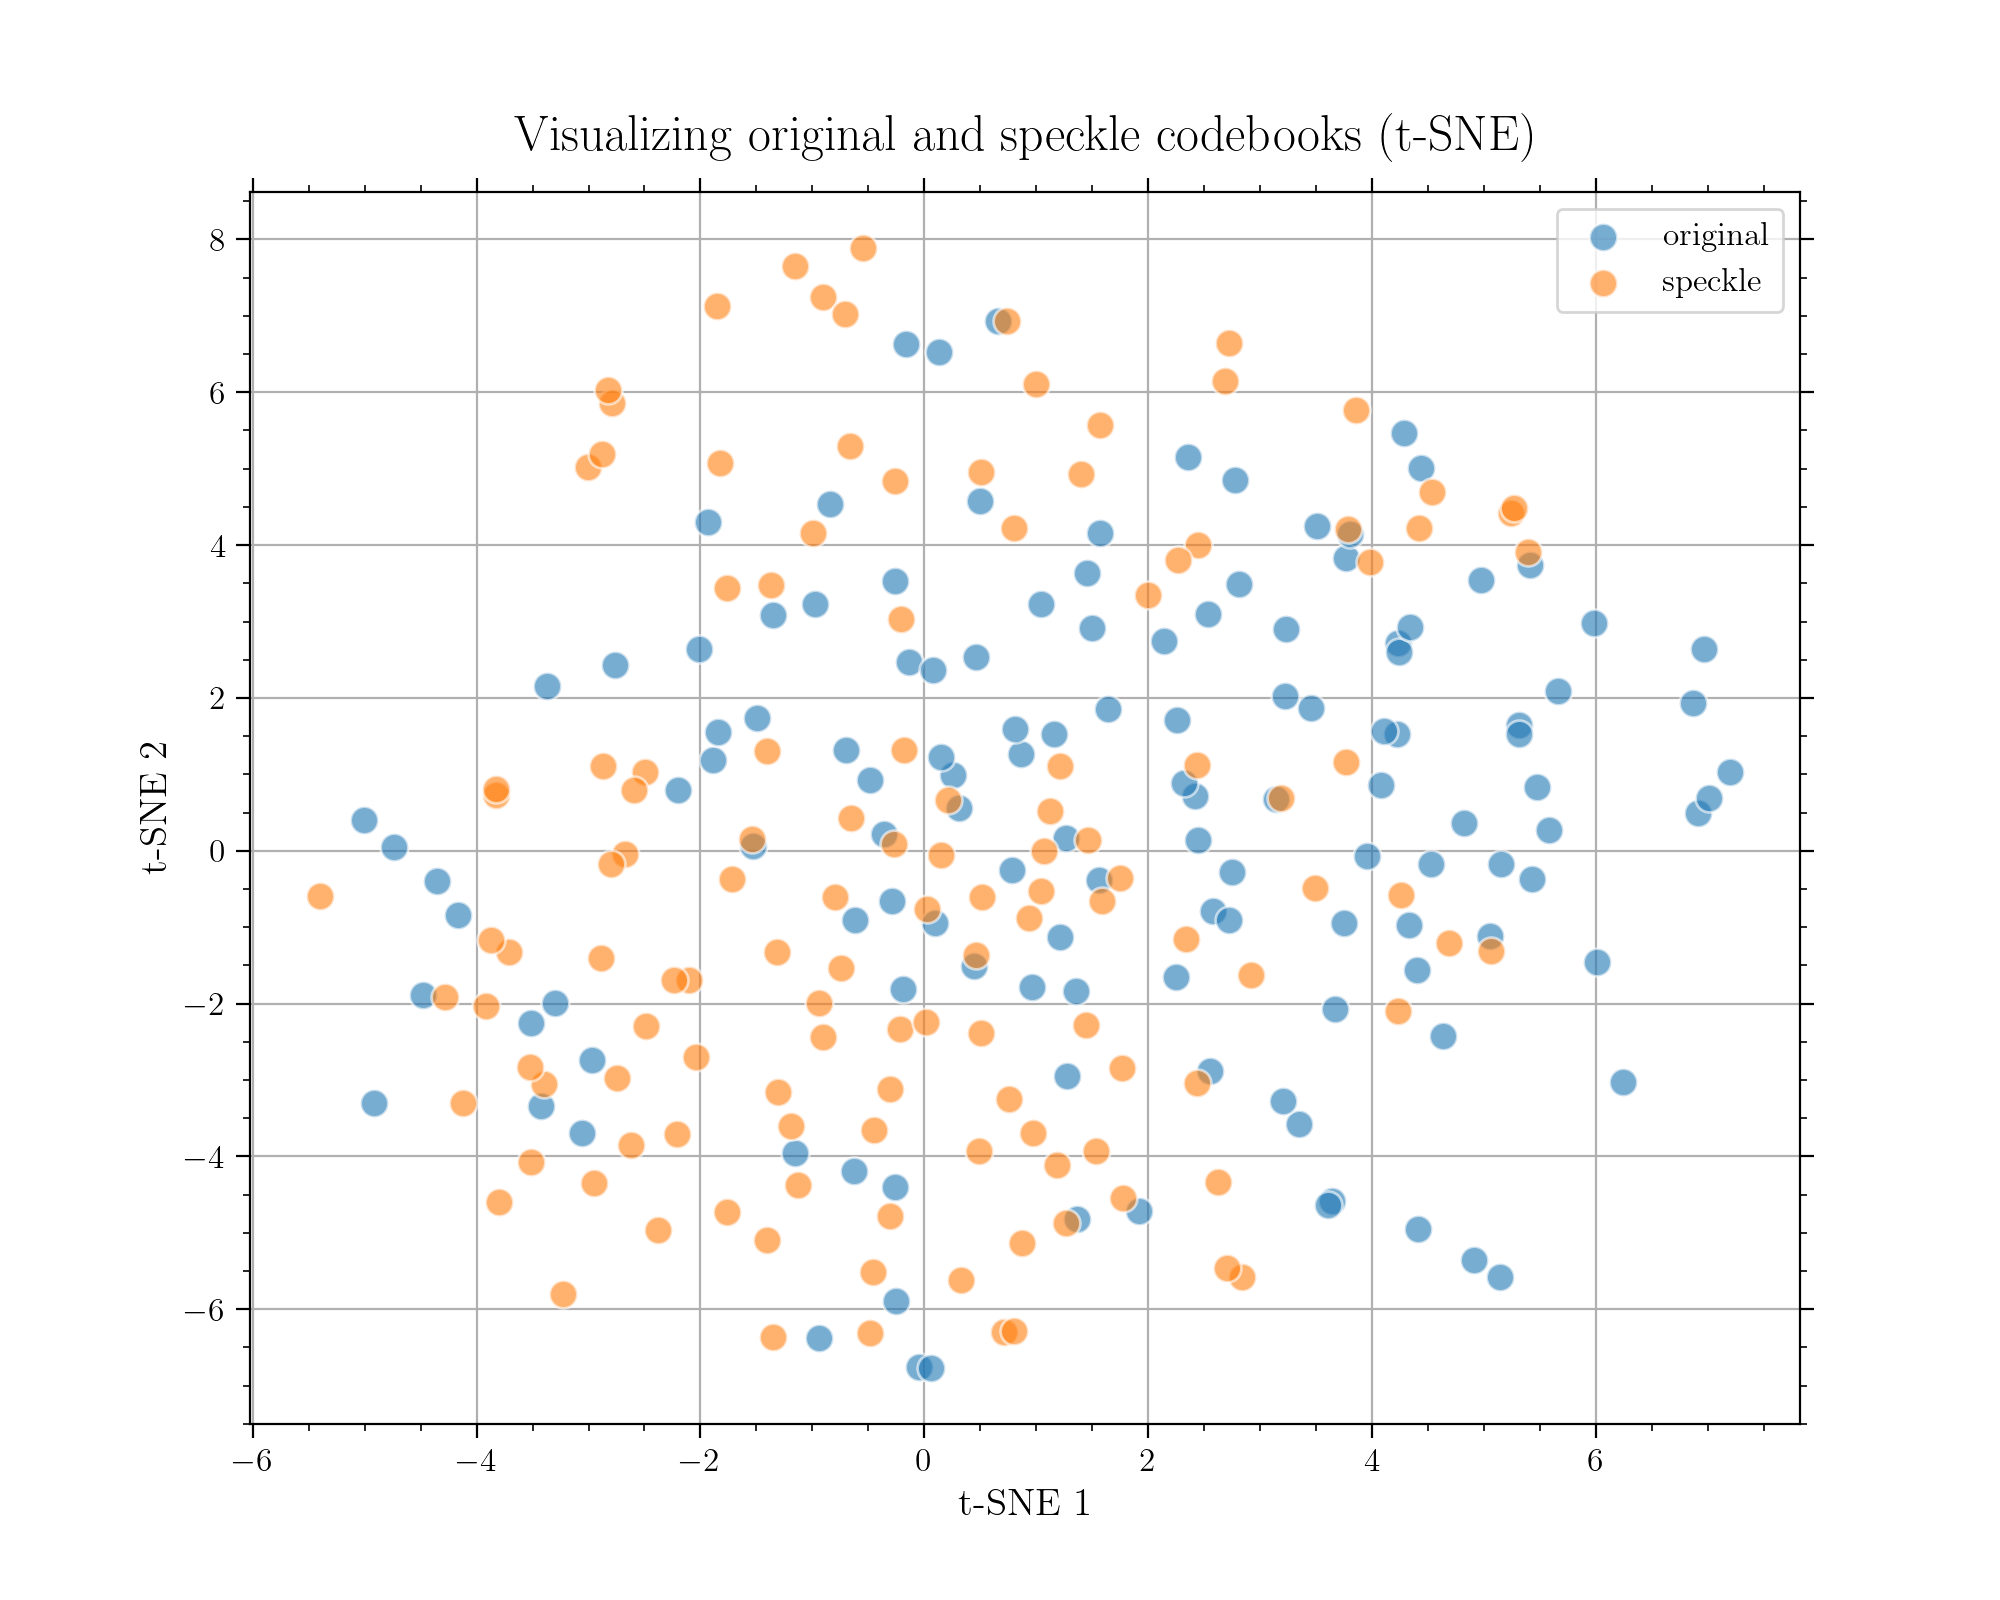 Visualizing original and speckle codebooks (t-SNE)
original
speckle
8
6
4
2
0
−2
−4
−6
t-SNE 2
−6 −4 −2 0 2 4 6
t-SNE 1